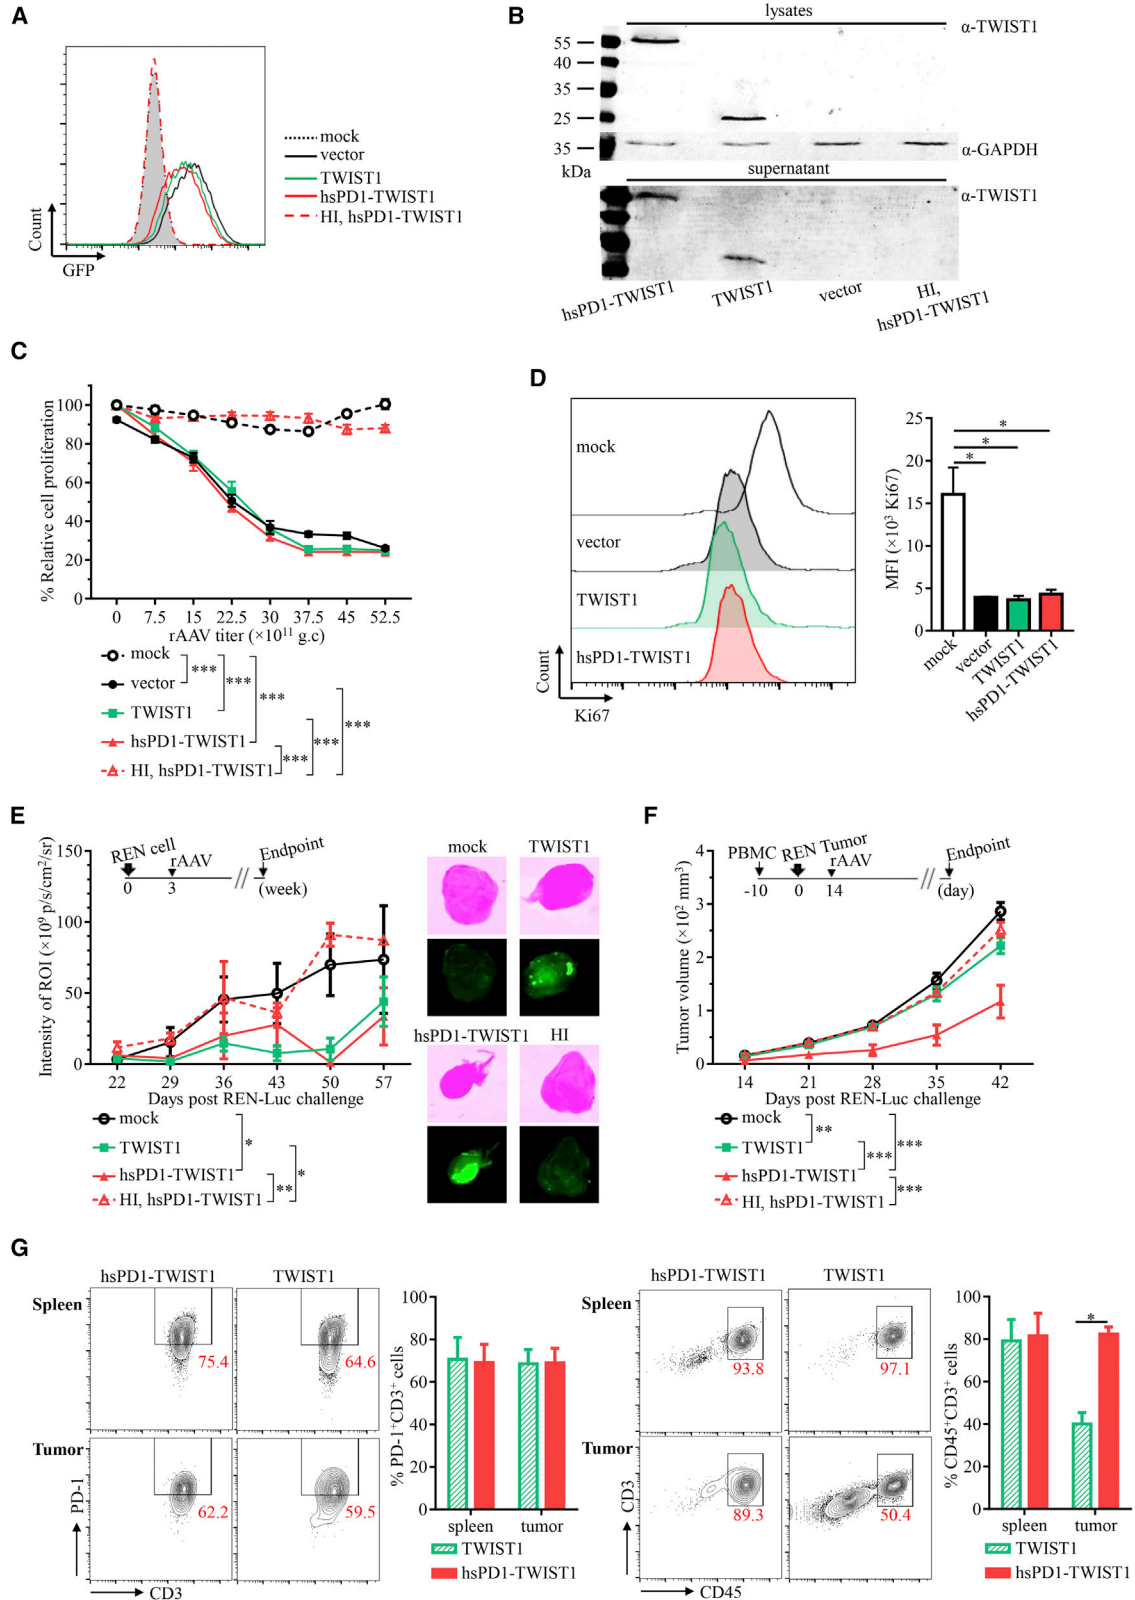 A
mock
vector
TWIST1
hsPD1-TWIST1
HI, hsPD1-TWIST1
Count
GFP
B
lysates
α-TWIST1
55
40
35
25
35
α-GAPDH
kDa
supernatant
α-TWIST1
hsPD1-TWIST1
TWIST1
vector
HI,
hsPD1-TWIST1
C
% Relative cell proliferation
100
80
60
40
20
0
0 7.5 15 22.5 30 37.5 45 52.5
rAAV titer (×10¹¹ g.c)
mock
vector
TWIST1
hsPD1-TWIST1
HI, hsPD1-TWIST1
***
***
***
***
***
***
D
mock
vector
TWIST1
hsPD1-TWIST1
Count
Ki67
MFI (×10³ Ki67)
25
20
15
10
5
0
*
*
*
mock
vector
TWIST1
hsPD1-TWIST1
E
Intensity of ROI (×10⁹ p/s/cm²/sr)
150
100
50
0
REN cell
rAAV
Endpoint
0 3 (week)
22 29 36 43 50 57
Days post REN-Luc challenge
mock
TWIST1
hsPD1-TWIST1
HI, hsPD1-TWIST1
*
**
*
mock TWIST1
hsPD1-TWIST1 HI
F
Tumor volume (×10² mm³)
4
3
2
1
0
PBMC REN Tumor
rAAV
Endpoint
-10 0 14 (day)
14 21 28 35 42
Days post REN challenge
mock
TWIST1
hsPD1-TWIST1
HI, hsPD1-TWIST1
**
***
***
***
G
hsPD1-TWIST1 TWIST1
Spleen
75.4 64.6
Tumor
62.2 59.5
PD-1
CD3
% PD-1⁺CD3⁺ cells
100
80
60
40
20
0
spleen tumor
TWIST1
hsPD1-TWIST1
hsPD1-TWIST1 TWIST1
Spleen
93.8 97.1
Tumor
89.3 50.4
CD3
CD45
% CD45⁺CD3⁺ cells
100
80
60
40
20
0
*
spleen tumor
TWIST1
hsPD1-TWIST1